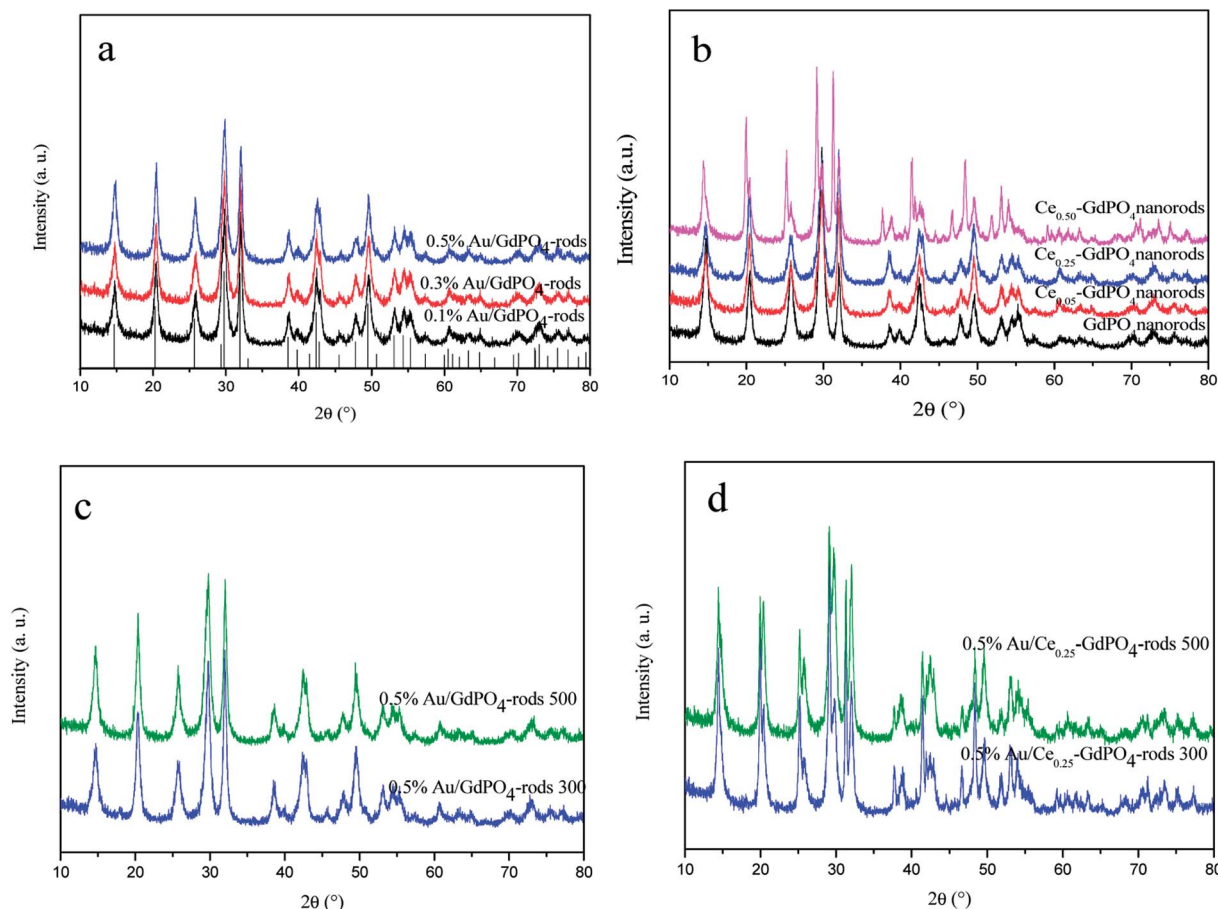 a
0.5% Au/GdPO4-rods
0.3% Au/GdPO4-rods
0.1% Au/GdPO4-rods
Intensity (a. u.)
10 20 30 40 50 60 70 80
2θ (°)
b
Ce0.50-GdPO4nanorods
Ce0.25-GdPO4nanorods
Ce0.05-GdPO4nanorods
GdPO4nanorods
Intensity (a.u.)
10 20 30 40 50 60 70 80
2θ (°)
c
0.5% Au/GdPO4-rods 500
0.5% Au/GdPO4-rods 300
Intensity (a. u.)
10 20 30 40 50 60 70 80
2θ (°)
d
0.5% Au/Ce0.25-GdPO4-rods 500
0.5% Au/Ce0.25-GdPO4-rods 300
Intensity (a. u.)
10 20 30 40 50 60 70 80
2θ (°)